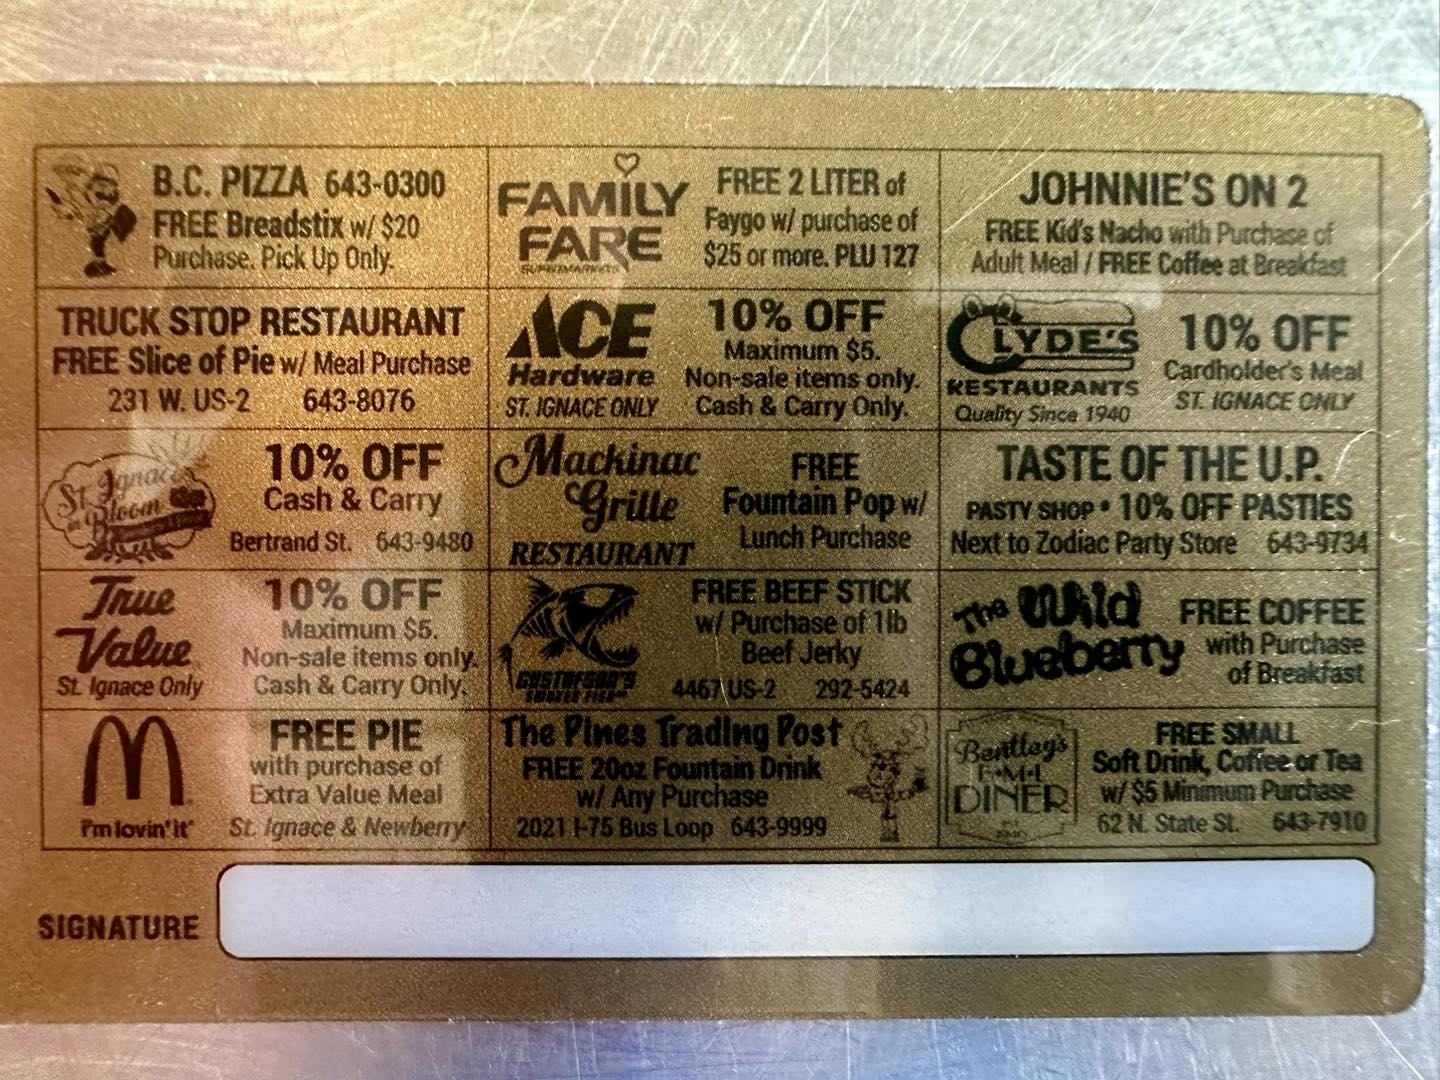 B.C. PIZZA 643-0300
FREE Breadstix w/ $20
Purchase. Pick Up Only.
FAMILY
FARE
SUPERMARKETS
FREE 2 LITER of
Faygo w/ purchase of
$25 or more. PLU 127
JOHNNIE'S ON 2
FREE Kid's Nacho with Purchase of
Adult Meal / FREE Coffee at Breakfast
TRUCK STOP RESTAURANT
FREE Slice of Pie w/ Meal Purchase
231 W. US-2 643-8076
ACE
Hardware
ST. IGNACE ONLY
10% OFF
Maximum $5.
Non-sale items only.
Cash & Carry Only.
CLYDE'S
RESTAURANTS
Quality Since 1940
10% OFF
Cardholder's Meal
ST. IGNACE ONLY
St. Ignace
in Bloom
10% OFF
Cash & Carry
Bertrand St. 643-9480
Mackinac
Grille
RESTAURANT
FREE
Fountain Pop w/
Lunch Purchase
TASTE OF THE U.P.
PASTY SHOP • 10% OFF PASTIES
Next to Zodiac Party Store 643-9734
True
Value
St. Ignace Only
10% OFF
Maximum $5.
Non-sale items only.
Cash & Carry Only.
GUSTAFSON'S
SMOKED FISH
FREE BEEF STICK
w/ Purchase of 1lb
Beef Jerky
4467 US-2 292-5424
The Wild
Blueberry
FREE COFFEE
with Purchase
of Breakfast
M
i'm lovin' it
FREE PIE
with purchase of
Extra Value Meal
St. Ignace & Newberry
The Pines Trading Post
FREE 20oz Fountain Drink
w/ Any Purchase
2021 I-75 Bus Loop 643-9999
Bentley's
DINER
FREE SMALL
Soft Drink, Coffee or Tea
w/ $5 Minimum Purchase
62 N. State St. 643-7910
SIGNATURE